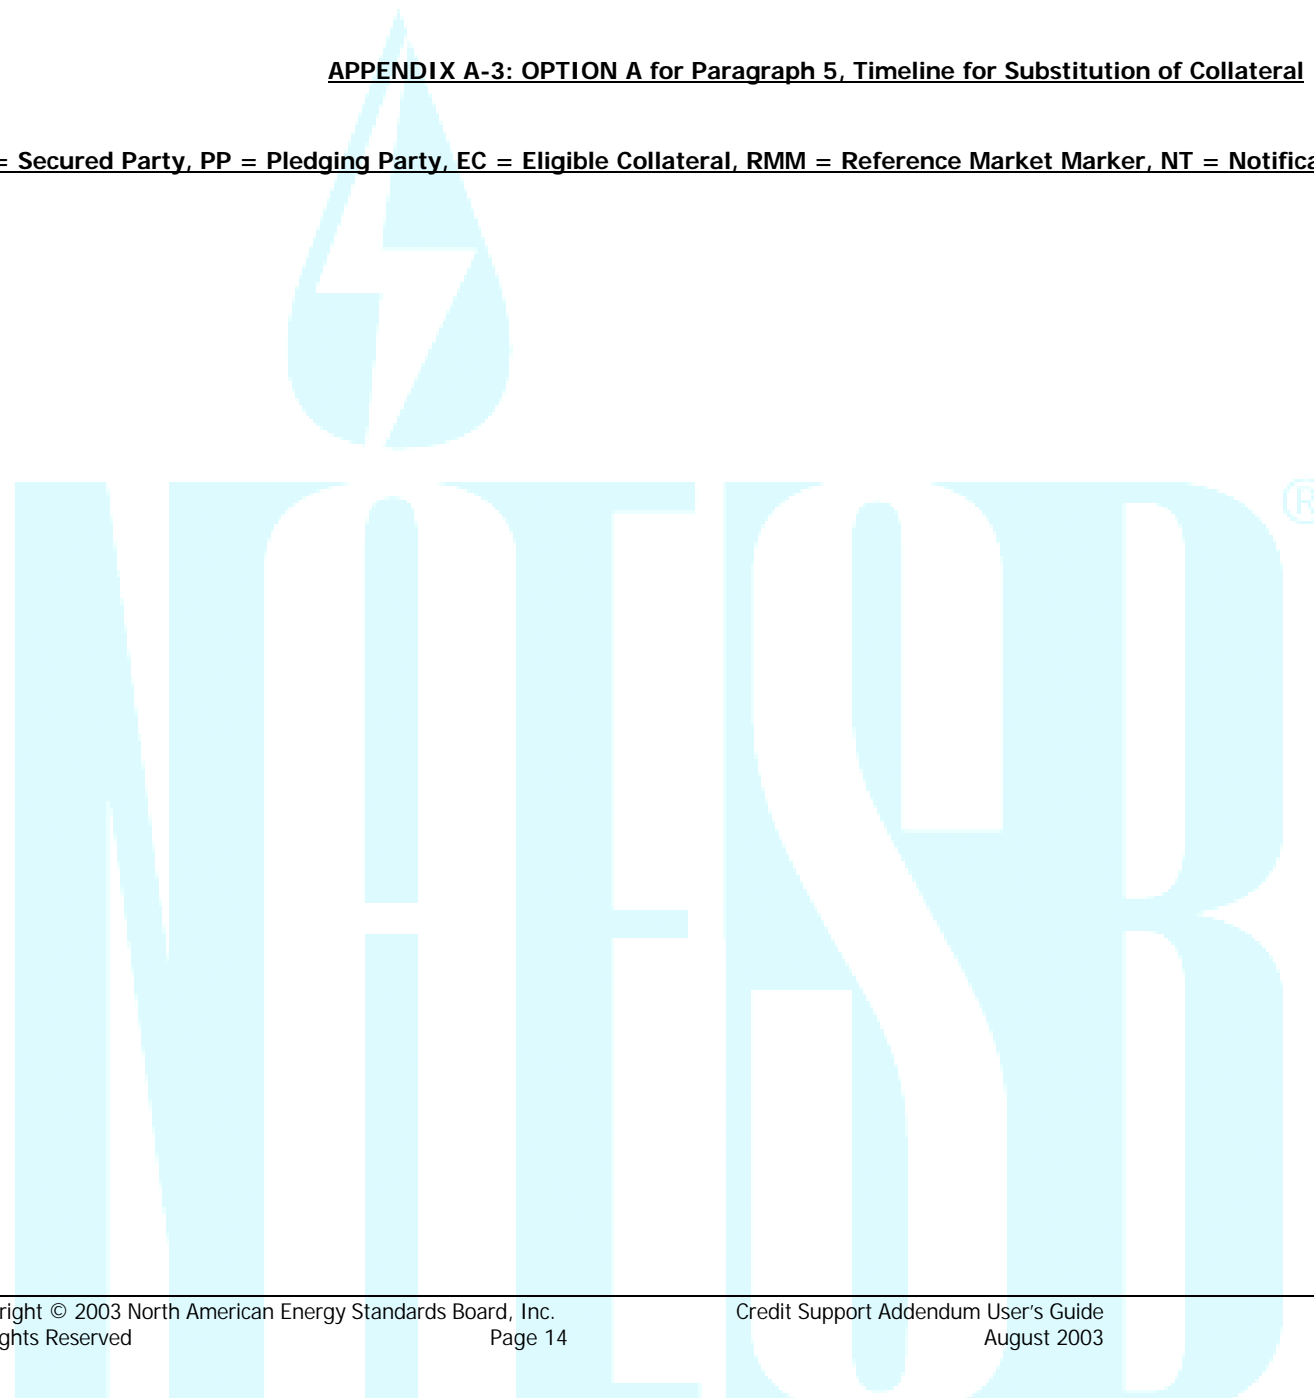 APPENDIX A-3: OPTION A for Paragraph 5, Timeline for Substitution of Collateral
= Secured Party, PP = Pledging Party, EC = Eligible Collateral, RMM = Reference Market Marker, NT = Notifica
NAESB®
right © 2003 North American Energy Standards Board, Inc. Credit Support Addendum User's Guide
ghts Reserved Page 14 August 2003